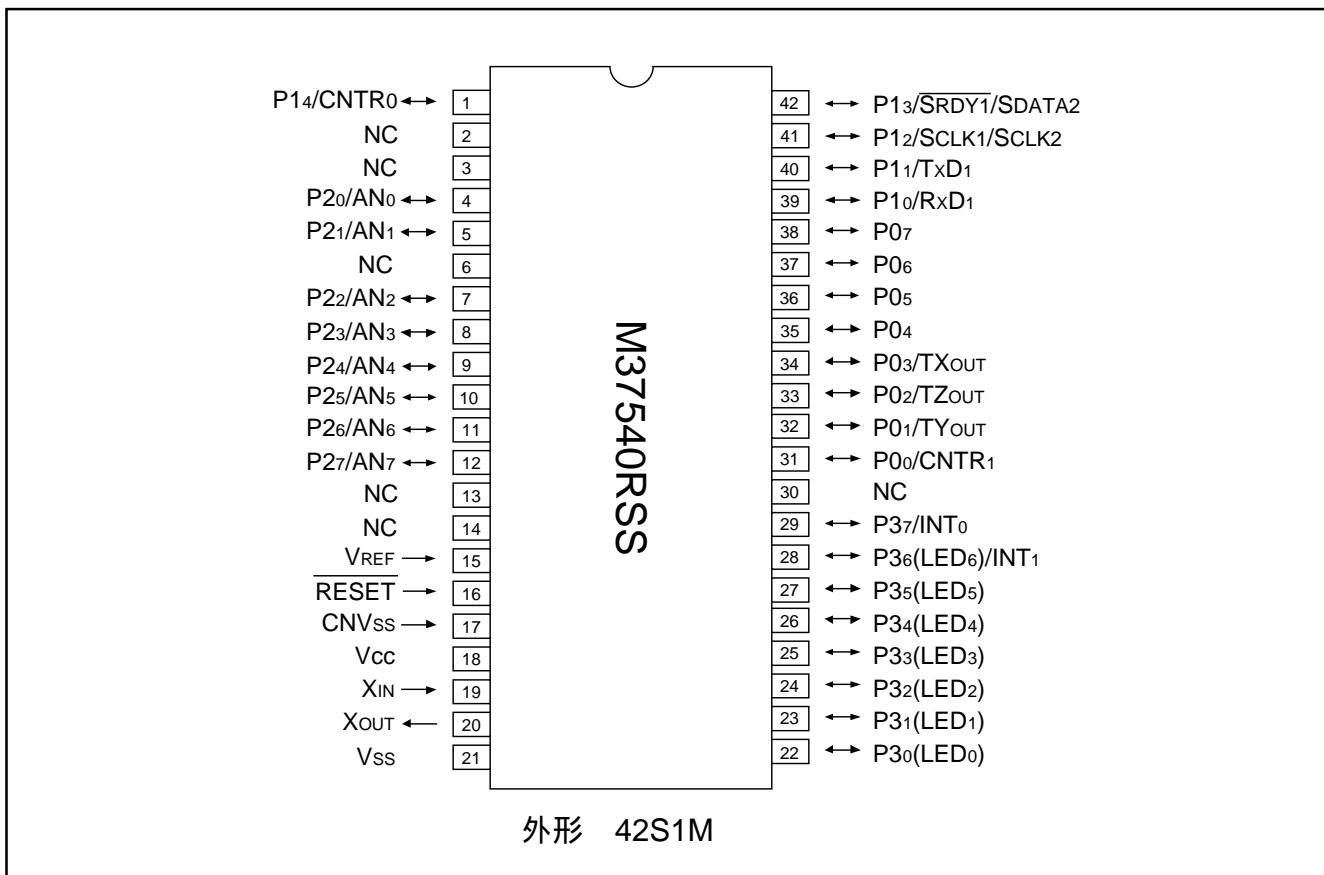 P14/CNTR0 1
NC 2
NC 3
P20/AN0 4
P21/AN1 5
NC 6
P22/AN2 7
P23/AN3 8
P24/AN4 9
P25/AN5 10
P26/AN6 11
P27/AN7 12
NC 13
NC 14
VREF 15
RESET 16
CNVSS 17
Vcc 18
XIN 19
XOUT 20
VSS 21
M37540RSS
42 P13/SRDY1/SDATA2
41 P12/SCLK1/SCLK2
40 P11/TxD1
39 P10/RxD1
38 P07
37 P06
36 P05
35 P04
34 P03/TXOUT
33 P02/TZOUT
32 P01/TYOUT
31 P00/CNTR1
30 NC
29 P37/INT0
28 P36(LED6)/INT1
27 P35(LED5)
26 P34(LED4)
25 P33(LED3)
24 P32(LED2)
23 P31(LED1)
22 P30(LED0)
外形 42S1M